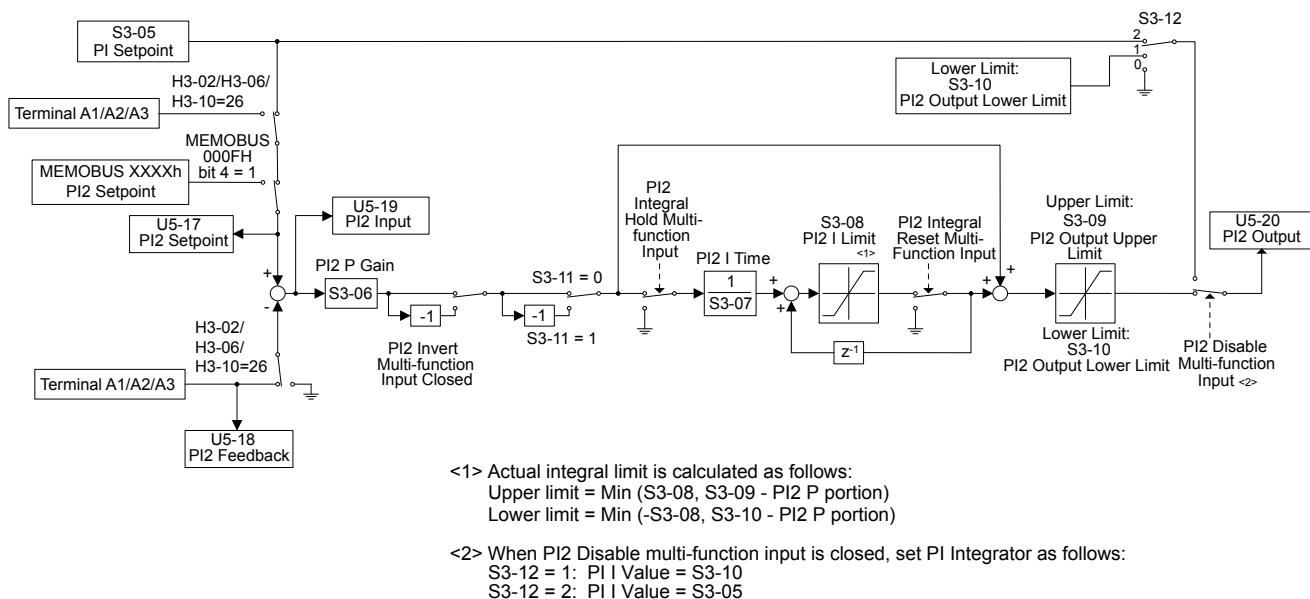 S3-05
PI Setpoint
S3-12
2
1
0
Lower Limit:
S3-10
PI2 Output Lower Limit
H3-02/H3-06/
H3-10=26
Terminal A1/A2/A3
MEMOBUS
000FH
bit 4 = 1
MEMOBUS XXXXh
PI2 Setpoint
U5-17
PI2 Setpoint
U5-19
PI2 Input
PI2
Integral
Hold Multi-
function
Input
S3-08
PI2 I Limit
<1>
PI2 Integral
Reset Multi-
Function Input
Upper Limit:
S3-09
PI2 Output Upper
Limit
U5-20
PI2 Output
+
-
PI2 P Gain
S3-06
-1
PI2 Invert
Multi-function
Input Closed
S3-11 = 0
-1
S3-11 = 1
PI2 I Time
1
S3-07
+
+
z-1
+
+
Lower Limit:
S3-10
PI2 Output Lower Limit
PI2 Disable
Multi-function
Input <2>
H3-02/
H3-06/
H3-10=26
Terminal A1/A2/A3
U5-18
PI2 Feedback
<1> Actual integral limit is calculated as follows:
Upper limit = Min (S3-08, S3-09 - PI2 P portion)
Lower limit = Min (-S3-08, S3-10 - PI2 P portion)
<2> When PI2 Disable multi-function input is closed, set PI Integrator as follows:
S3-12 = 1: PI I Value = S3-10
S3-12 = 2: PI I Value = S3-05